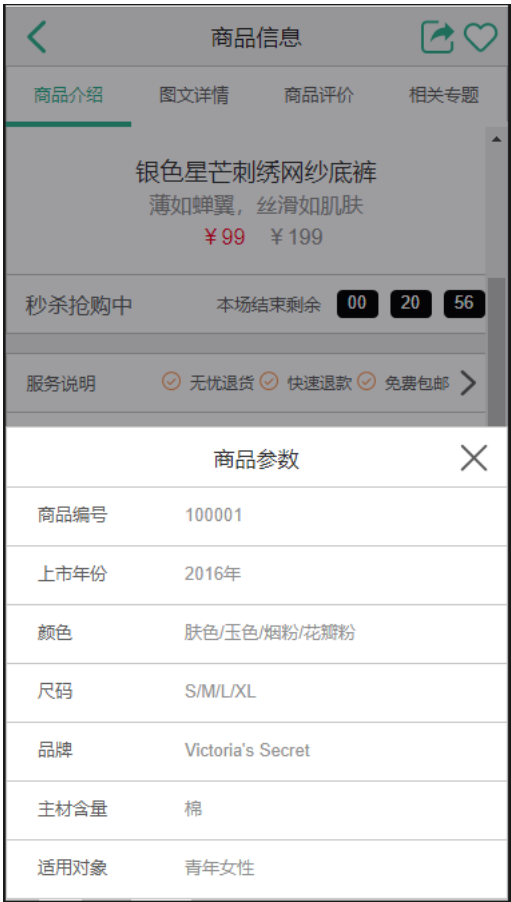 商品信息
商品介绍 图文详情 商品评价 相关专题
银色星芒刺绣网纱底裤
薄如蝉翼，丝滑如肌肤
¥99 ¥199
秒杀抢购中 本场结束剩余 00 20 56
服务说明 无忧退货 快速退款 免费包邮
商品参数
商品编号 100001
上市年份 2016年
颜色 肤色/玉色/烟粉/花瓣粉
尺码 S/M/L/XL
品牌 Victoria's Secret
主材含量 棉
适用对象 青年女性